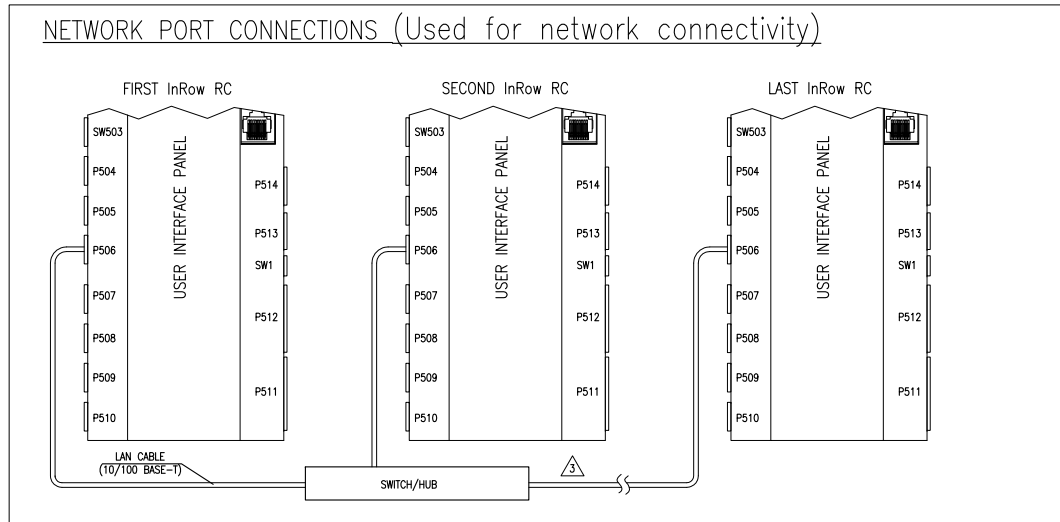 NETWORK PORT CONNECTIONS (Used for network connectivity)
FIRST InRow RC
SW503
P504
P505
P506
P507
P508
P509
P510
USER INTERFACE PANEL
P514
P513
SW1
P512
P511
SECOND InRow RC
SW503
P504
P505
P506
P507
P508
P509
P510
USER INTERFACE PANEL
P514
P513
SW1
P512
P511
LAST InRow RC
SW503
P504
P505
P506
P507
P508
P509
P510
USER INTERFACE PANEL
P514
P513
SW1
P512
P511
LAN CABLE
(10/100 BASE-T)
SWITCH/HUB
3